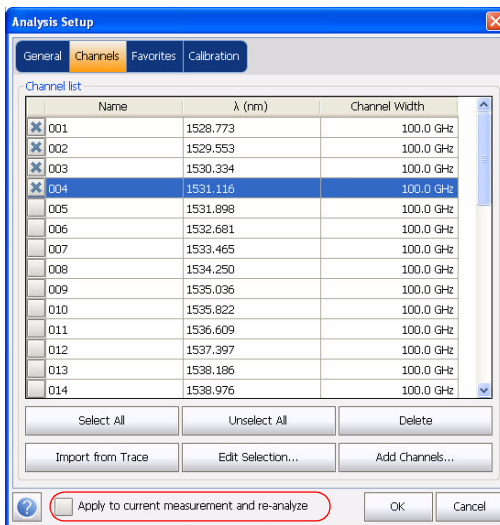 Analysis Setup
General Channels Favorites Calibration
Channel list
Name λ (nm) Channel Width
001 1528.773 100.0 GHz
002 1529.553 100.0 GHz
003 1530.334 100.0 GHz
004 1531.116 100.0 GHz
005 1531.898 100.0 GHz
006 1532.681 100.0 GHz
007 1533.465 100.0 GHz
008 1534.250 100.0 GHz
009 1535.036 100.0 GHz
010 1535.822 100.0 GHz
011 1536.609 100.0 GHz
012 1537.397 100.0 GHz
013 1538.186 100.0 GHz
014 1538.976 100.0 GHz
Select All Unselect All Delete
Import from Trace Edit Selection... Add Channels...
? Apply to current measurement and re-analyze OK Cancel